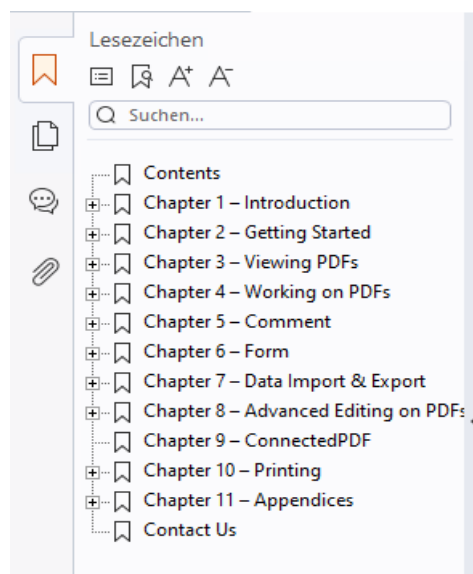 Lesezeichen
A+ A-
Suchen...
Contents
Chapter 1 – Introduction
Chapter 2 – Getting Started
Chapter 3 – Viewing PDFs
Chapter 4 – Working on PDFs
Chapter 5 – Comment
Chapter 6 – Form
Chapter 7 – Data Import & Export
Chapter 8 – Advanced Editing on PDFs
Chapter 9 – ConnectedPDF
Chapter 10 – Printing
Chapter 11 – Appendices
Contact Us